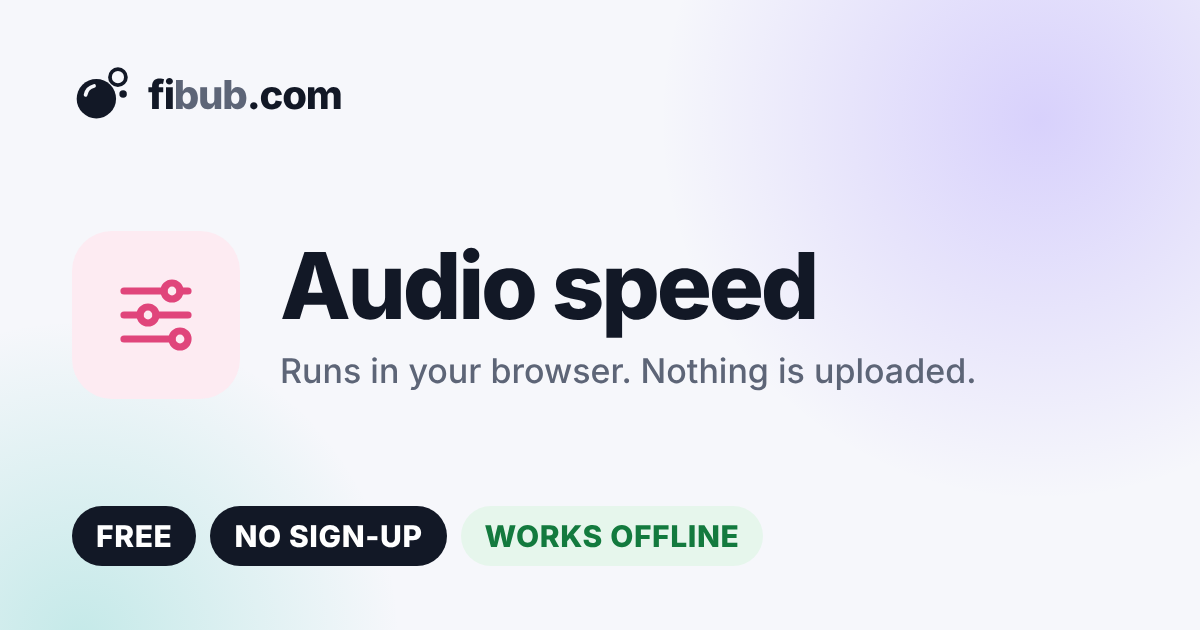 fibub.com
Audio speed
Runs in your browser. Nothing is uploaded.
FREE NO SIGN-UP WORKS OFFLINE